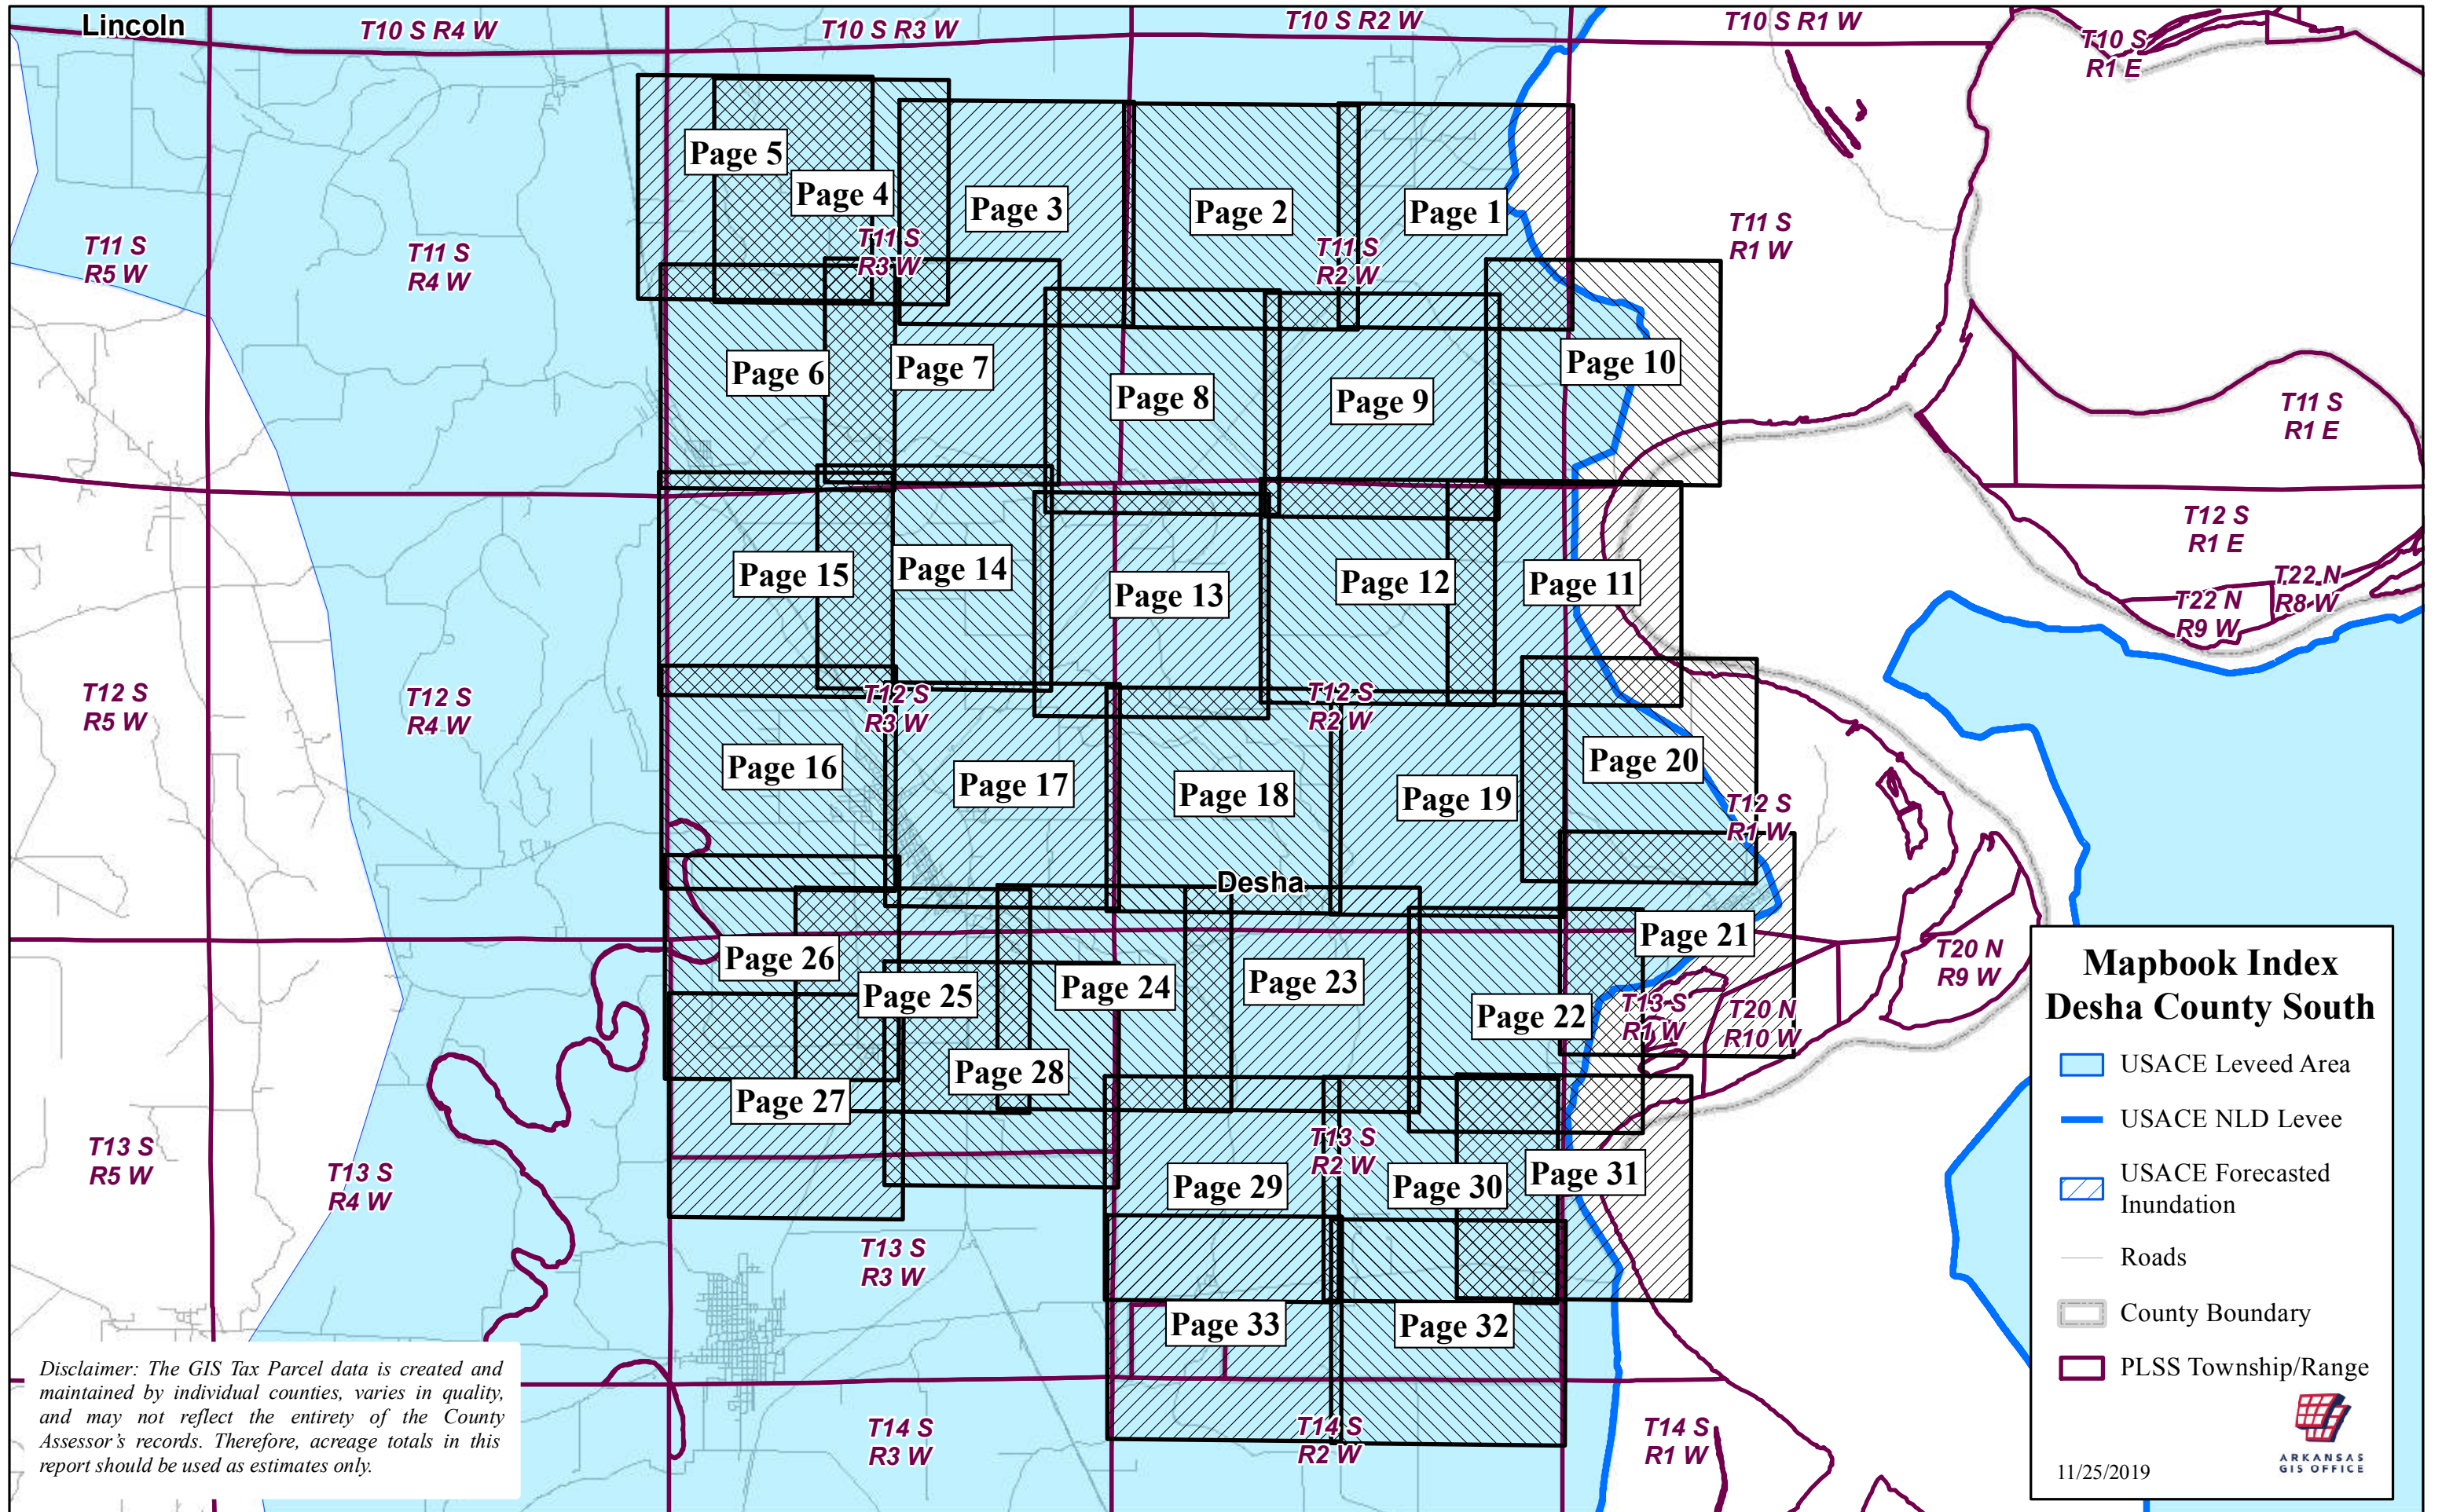 Lincoln
T10 S R4 W
T10 S R3 W
T10 S R2 W
T10 S R1 W
T10 S
R1 E
Page 5
Page 4
Page 3
Page 2
Page 1
T11 S
R5 W
T11 S
R4 W
T11 S
R3 W
T11 S
R2 W
T11 S
R1 W
Page 6
Page 7
Page 8
Page 9
Page 10
T11 S
R1 E
T12 S
R1 E
T22 N
R8 W
T22 N
R9 W
Page 15
Page 14
Page 13
Page 12
Page 11
T12 S
R5 W
T12 S
R4 W
T12 S
R3 W
T12 S
R2 W
Page 16
Page 17
Page 18
Page 19
Page 20
T12 S
R1 W
Desha
Page 26
Page 25
Page 24
Page 23
Page 22
Page 21
T20 N
R9 W
T13 S
R1 W
T20 N
R10 W
Page 27
Page 28
T13 S
R5 W
T13 S
R4 W
T13 S
R2 W
Page 29
Page 30
Page 31
T13 S
R3 W
Page 33
Page 32
T14 S
R3 W
T14 S
R2 W
T14 S
R1 W
Disclaimer: The GIS Tax Parcel data is created and
maintained by individual counties, varies in quality,
and may not reflect the entirety of the County
Assessor's records. Therefore, acreage totals in this
report should be used as estimates only.
Mapbook Index
Desha County South
USACE Leveed Area
USACE NLD Levee
USACE Forecasted
Inundation
Roads
County Boundary
PLSS Township/Range
11/25/2019
ARKANSAS
GIS OFFICE